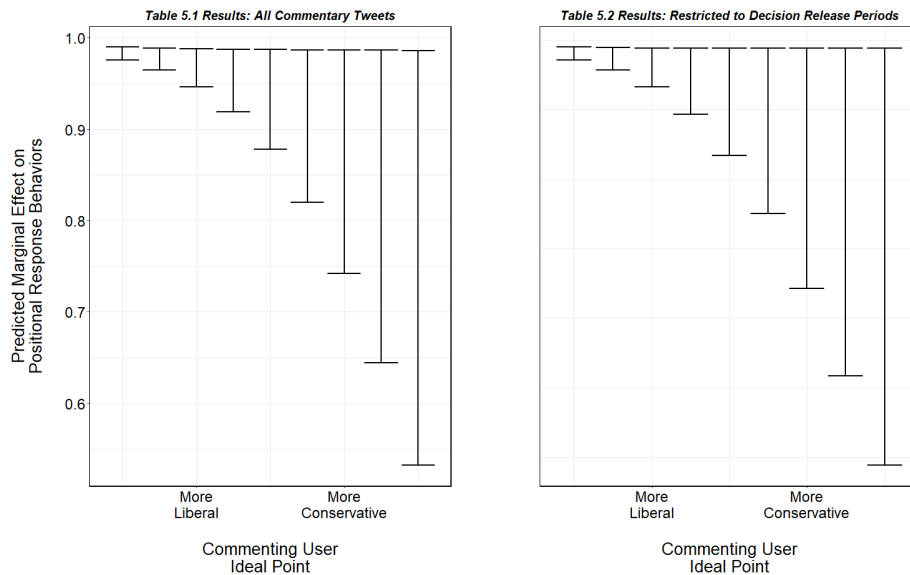 Table 5.1 Results: All Commentary Tweets
Table 5.2 Results: Restricted to Decision Release Periods
Predicted Marginal Effect on
Positional Response Behaviors
1.0
0.9
0.8
0.7
0.6
More
Liberal
More
Conservative
More
Liberal
More
Conservative
Commenting User
Ideal Point
Commenting User
Ideal Point